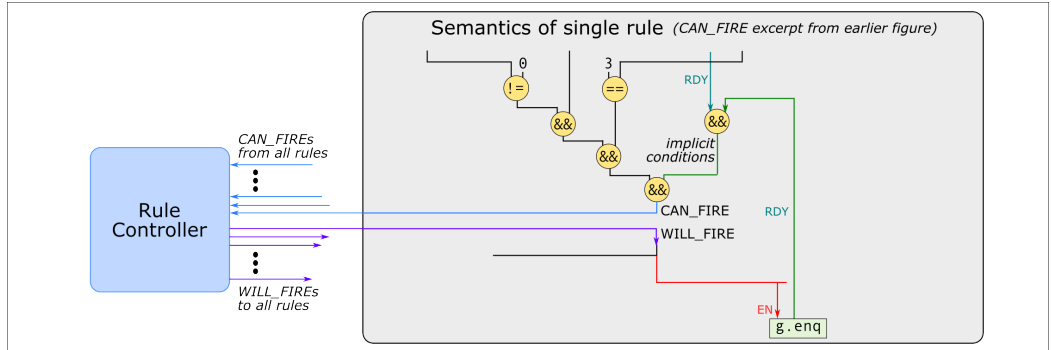 Semantics of single rule (CAN_FIRE excerpt from earlier figure)
0
3
!=
==
RDY
&&
&&
implicit
conditions
&&
&&
CAN_FIREs
from all rules
Rule
Controller
CAN_FIRE
RDY
WILL_FIRE
WILL_FIREs
to all rules
EN
g.enq